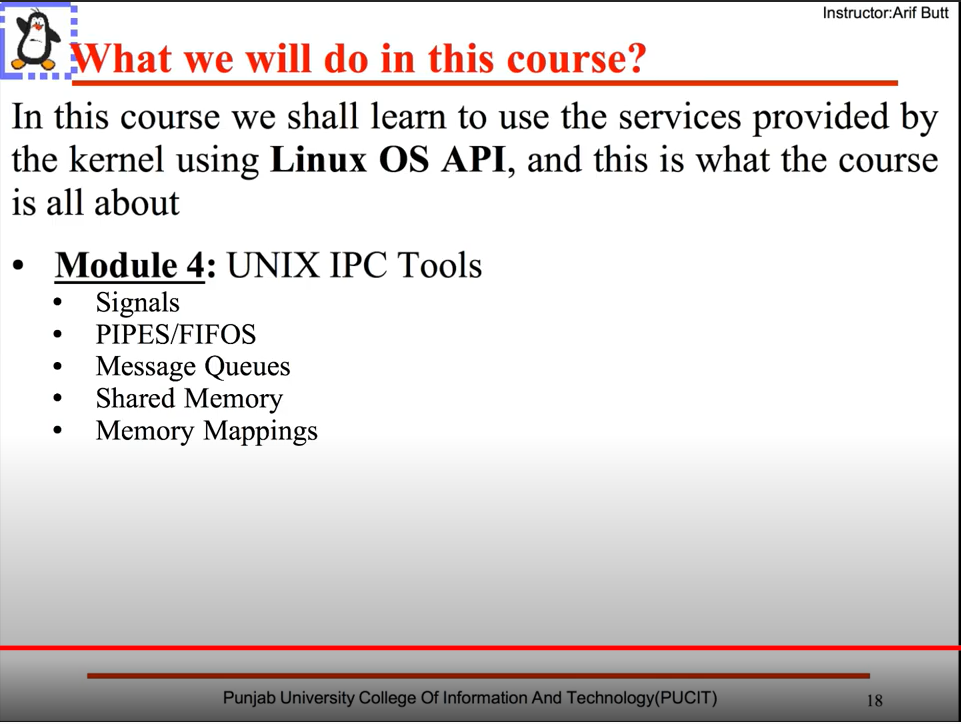 Instructor:Arif Butt
What we will do in this course?
In this course we shall learn to use the services provided by
the kernel using Linux OS API, and this is what the course
is all about
• Module 4: UNIX IPC Tools
• Signals
• PIPES/FIFOS
• Message Queues
• Shared Memory
• Memory Mappings
Punjab University College Of Information And Technology(PUCIT)
18